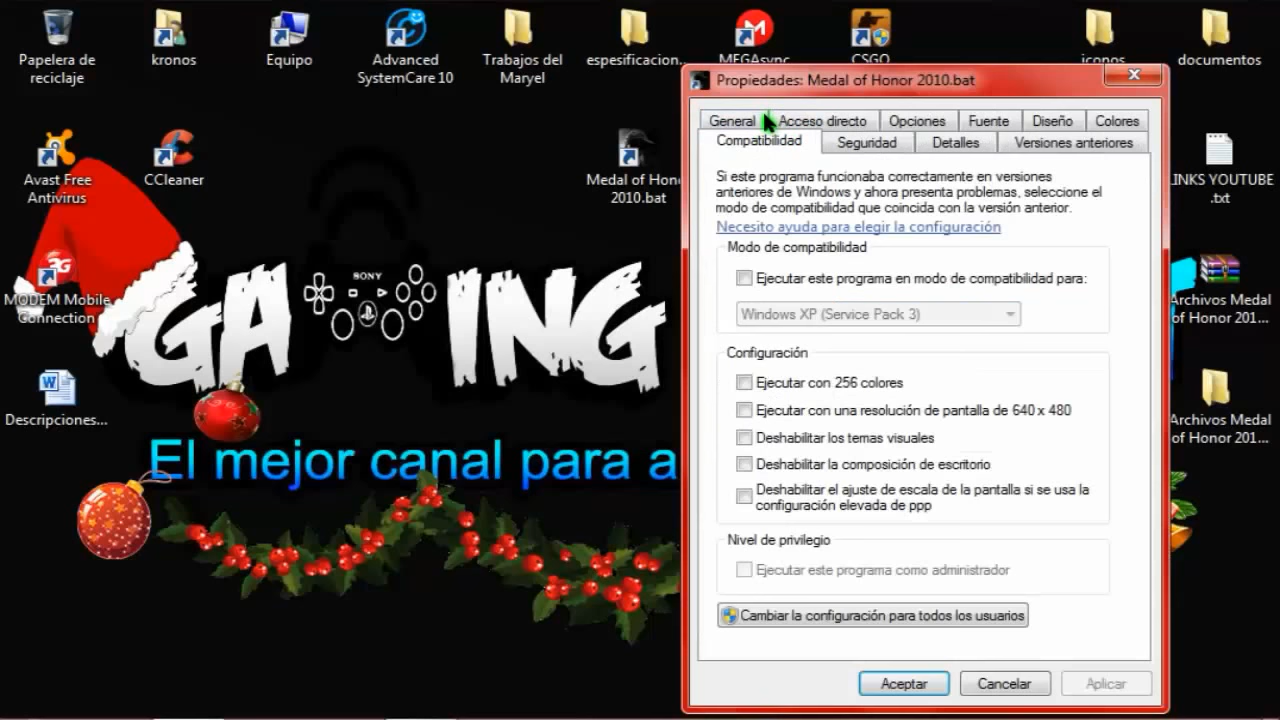 Papelera de
reciclaje
kronos
Equipo
Advanced
SystemCare 10
Trabajos del
Maryel
espesificacion...
MEGAsync
CSGO
iconos
documentos
Avast Free
Antivirus
CCleaner
Medal of Hono
2010.bat
LINKS YOUTUBE
.txt
3G
MODEM Mobile
Connection
Archivos Medal
of Honor 201...
Descripciones...
Archivos Medal
of Honor 201...
GA ING
SONY
El mejor canal para a
Propiedades: Medal of Honor 2010.bat
General
Acceso directo
Opciones
Fuente
Diseño
Colores
Compatibilidad
Seguridad
Detalles
Versiones anteriores
Si este programa funcionaba correctamente en versiones
anteriores de Windows y ahora presenta problemas, seleccione el
modo de compatibilidad que coincida con la versión anterior.
Necesito ayuda para elegir la configuración
Modo de compatibilidad
Ejecutar este programa en modo de compatibilidad para:
Windows XP (Service Pack 3)
Configuración
Ejecutar con 256 colores
Ejecutar con una resolución de pantalla de 640 x 480
Deshabilitar los temas visuales
Deshabilitar la composición de escritorio
Deshabilitar el ajuste de escala de la pantalla si se usa la
configuración elevada de ppp
Nivel de privilegio
Ejecutar este programa como administrador
Cambiar la configuración para todos los usuarios
Aceptar
Cancelar
Aplicar